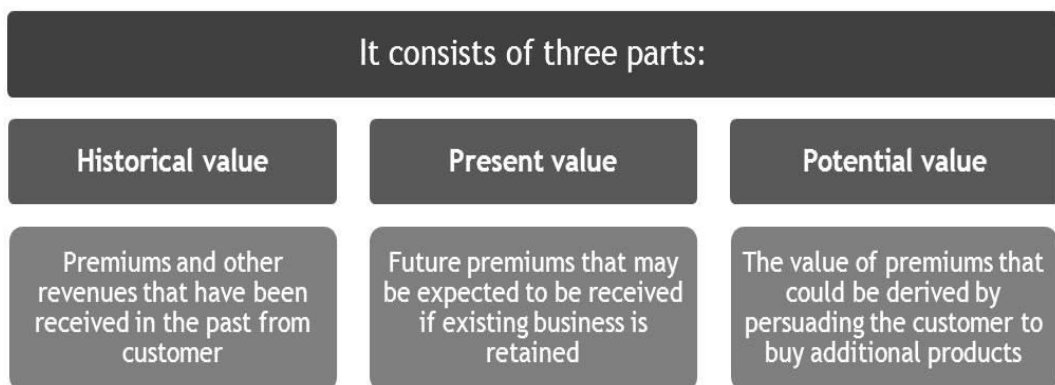 It consists of three parts:
Historical value
Present value
Potential value
Premiums and other
revenues that have been
received in the past from
customer
Future premiums that may
be expected to be received
if existing business is
retained
The value of premiums that
could be derived by
persuading the customer to
buy additional products